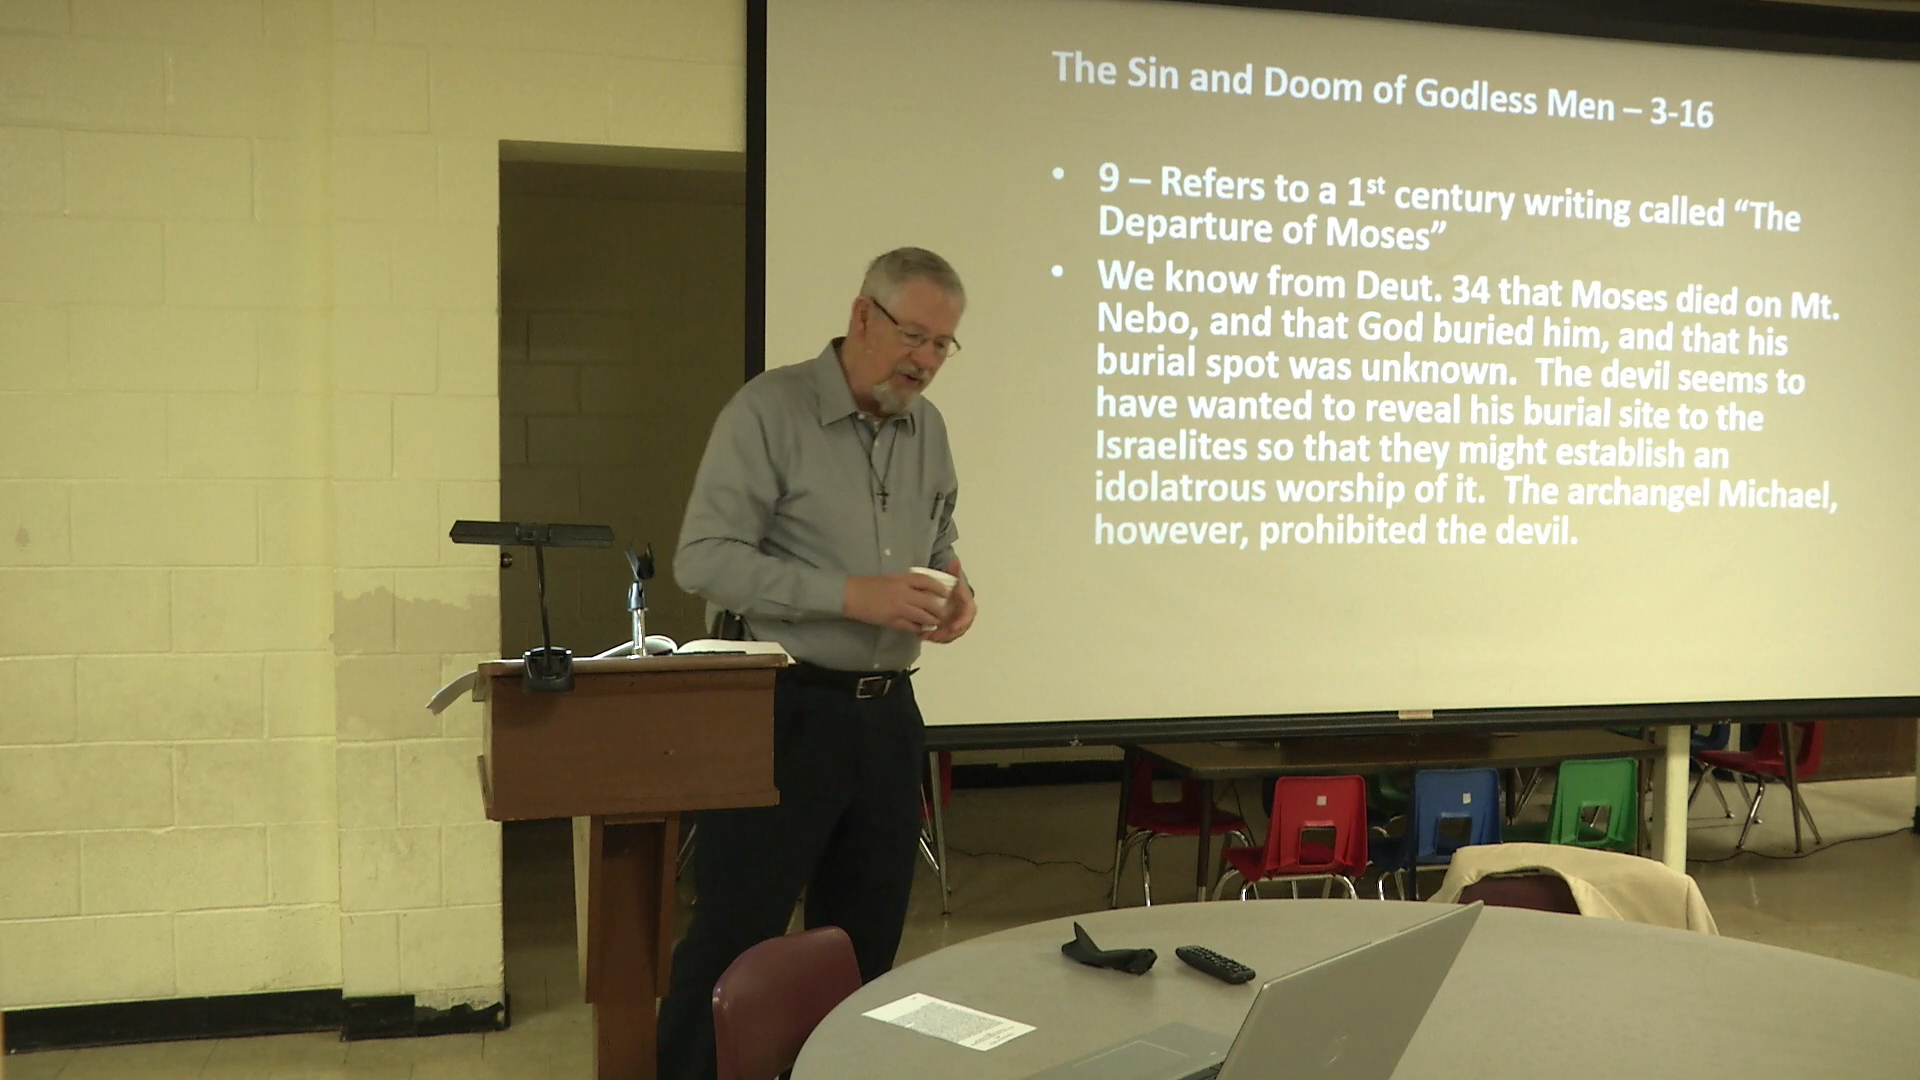 The Sin and Doom of Godless Men – 3-16
• 9 – Refers to a 1st century writing called “The
Departure of Moses”
• We know from Deut. 34 that Moses died on Mt.
Nebo, and that God buried him, and that his
burial spot was unknown.  The devil seems to
have wanted to reveal his burial site to the
Israelites so that they might establish an
idolatrous worship of it.  The archangel Michael,
however, prohibited the devil.